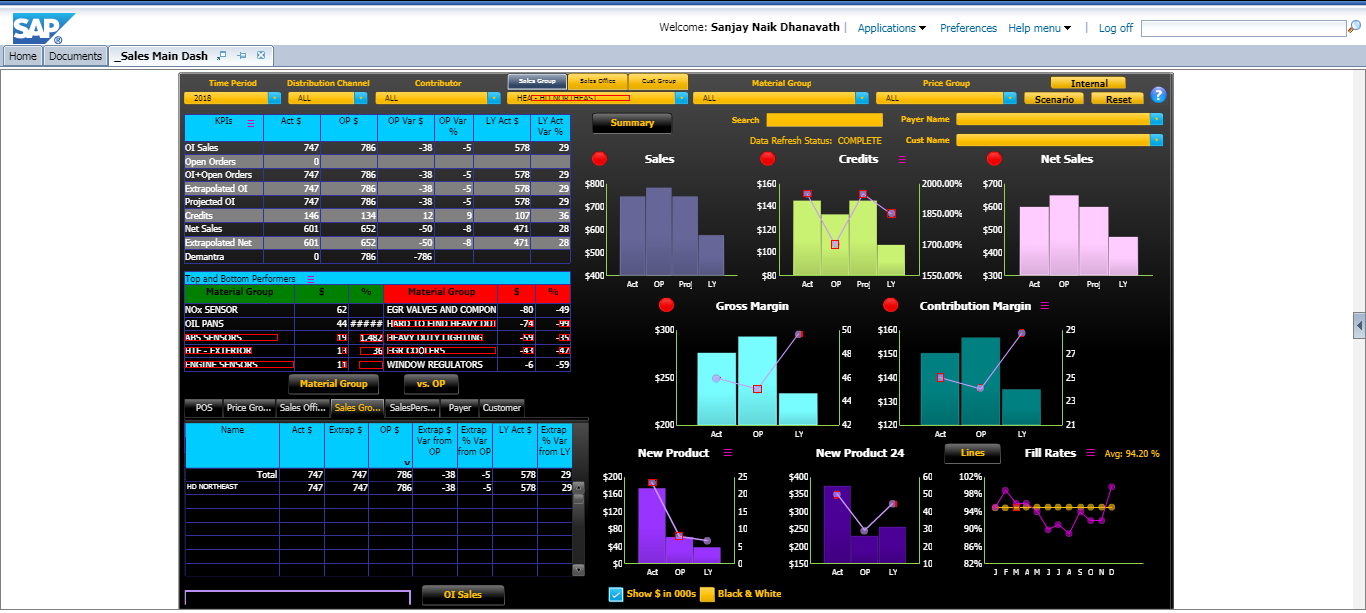 SAP ®
Welcome: Sanjay Naik Dhanavath | Applications Preferences Help menu | Log off
Home Documents _Sales Main Dash
Time Period Distribution Channel Contributor Sales Group Sales Office Cust Group Material Group Price Group Internal
2018 ALL ALL ALL ALL Scenario Reset ?
KPIs Act $ OP $ OP Var $ OP Var % LY Act $ LY Act Var %
OI Sales 747 786 -38 -5 578 29
Open Orders 0
OI+Open Orders 747 786 -38 -5 578 29
Extrapolated OI 747 786 -38 -5 578 29
Projected OI 747 786 -38 -5 578 29
Credits 146 134 12 9 107 36
Net Sales 601 652 -50 -8 471 28
Extrapolated Net 601 652 -50 -8 471 28
Demantra 0 786 -786
Summary Search Payer Name
Data Refresh Status: COMPLETE Cust Name
Sales
$800
$700
$600
$500
$400
Act OP Proj LY
Credits
$160 2000.00%
$140 1850.00%
$120
$100 1700.00%
$80 1550.00%
Act OP Proj LY
Net Sales
$700
$600
$500
$400
$300
Act OP Proj LY
Top and Bottom Performers
Material Group $ % Material Group $ %
NOx SENSOR 62 EGR VALVES AND COMPON -80 -49
OIL PANS 44 ##### HARD TO FIND HEAVY DUT -74 -99
ABS SENSORS 19 1,482 HEAVY DUTY LIGHTING -59 -35
HTE - EXTERIOR 13 36 EGR COOLERS -43 -47
ENGINE SENSORS 11 WINDOW REGULATORS -6 -59
Material Group vs. OP
POS Price Gro... Sales Offi... Sales Gro... SalesPers... Payer Customer
Name Act $ Extrap $ OP $ Extrap $ Var from OP Extrap % Var from OP LY Act $ Extrap % Var from LY
Total 747 747 786 -38 -5 578 29
HD NORTHEAST 747 747 786 -38 -5 578 29
OI Sales
Gross Margin
$300 50
48
$250 46
44
$200 42
Act OP LY
Contribution Margin
$160 29
$150 27
$140 25
$130 23
$120 21
Act OP LY
New Product
$200 25
$160 20
$120 15
$80 10
$40 5
$0 0
Act OP LY
New Product 24
$400 60
$350 50
$300 40
$250 30
$200 20
$150 10
Act OP LY
Lines Fill Rates Avg: 94.20 %
102%
98%
94%
90%
86%
82%
J F M A M J J A S O N D
Show $ in 000s Black & White